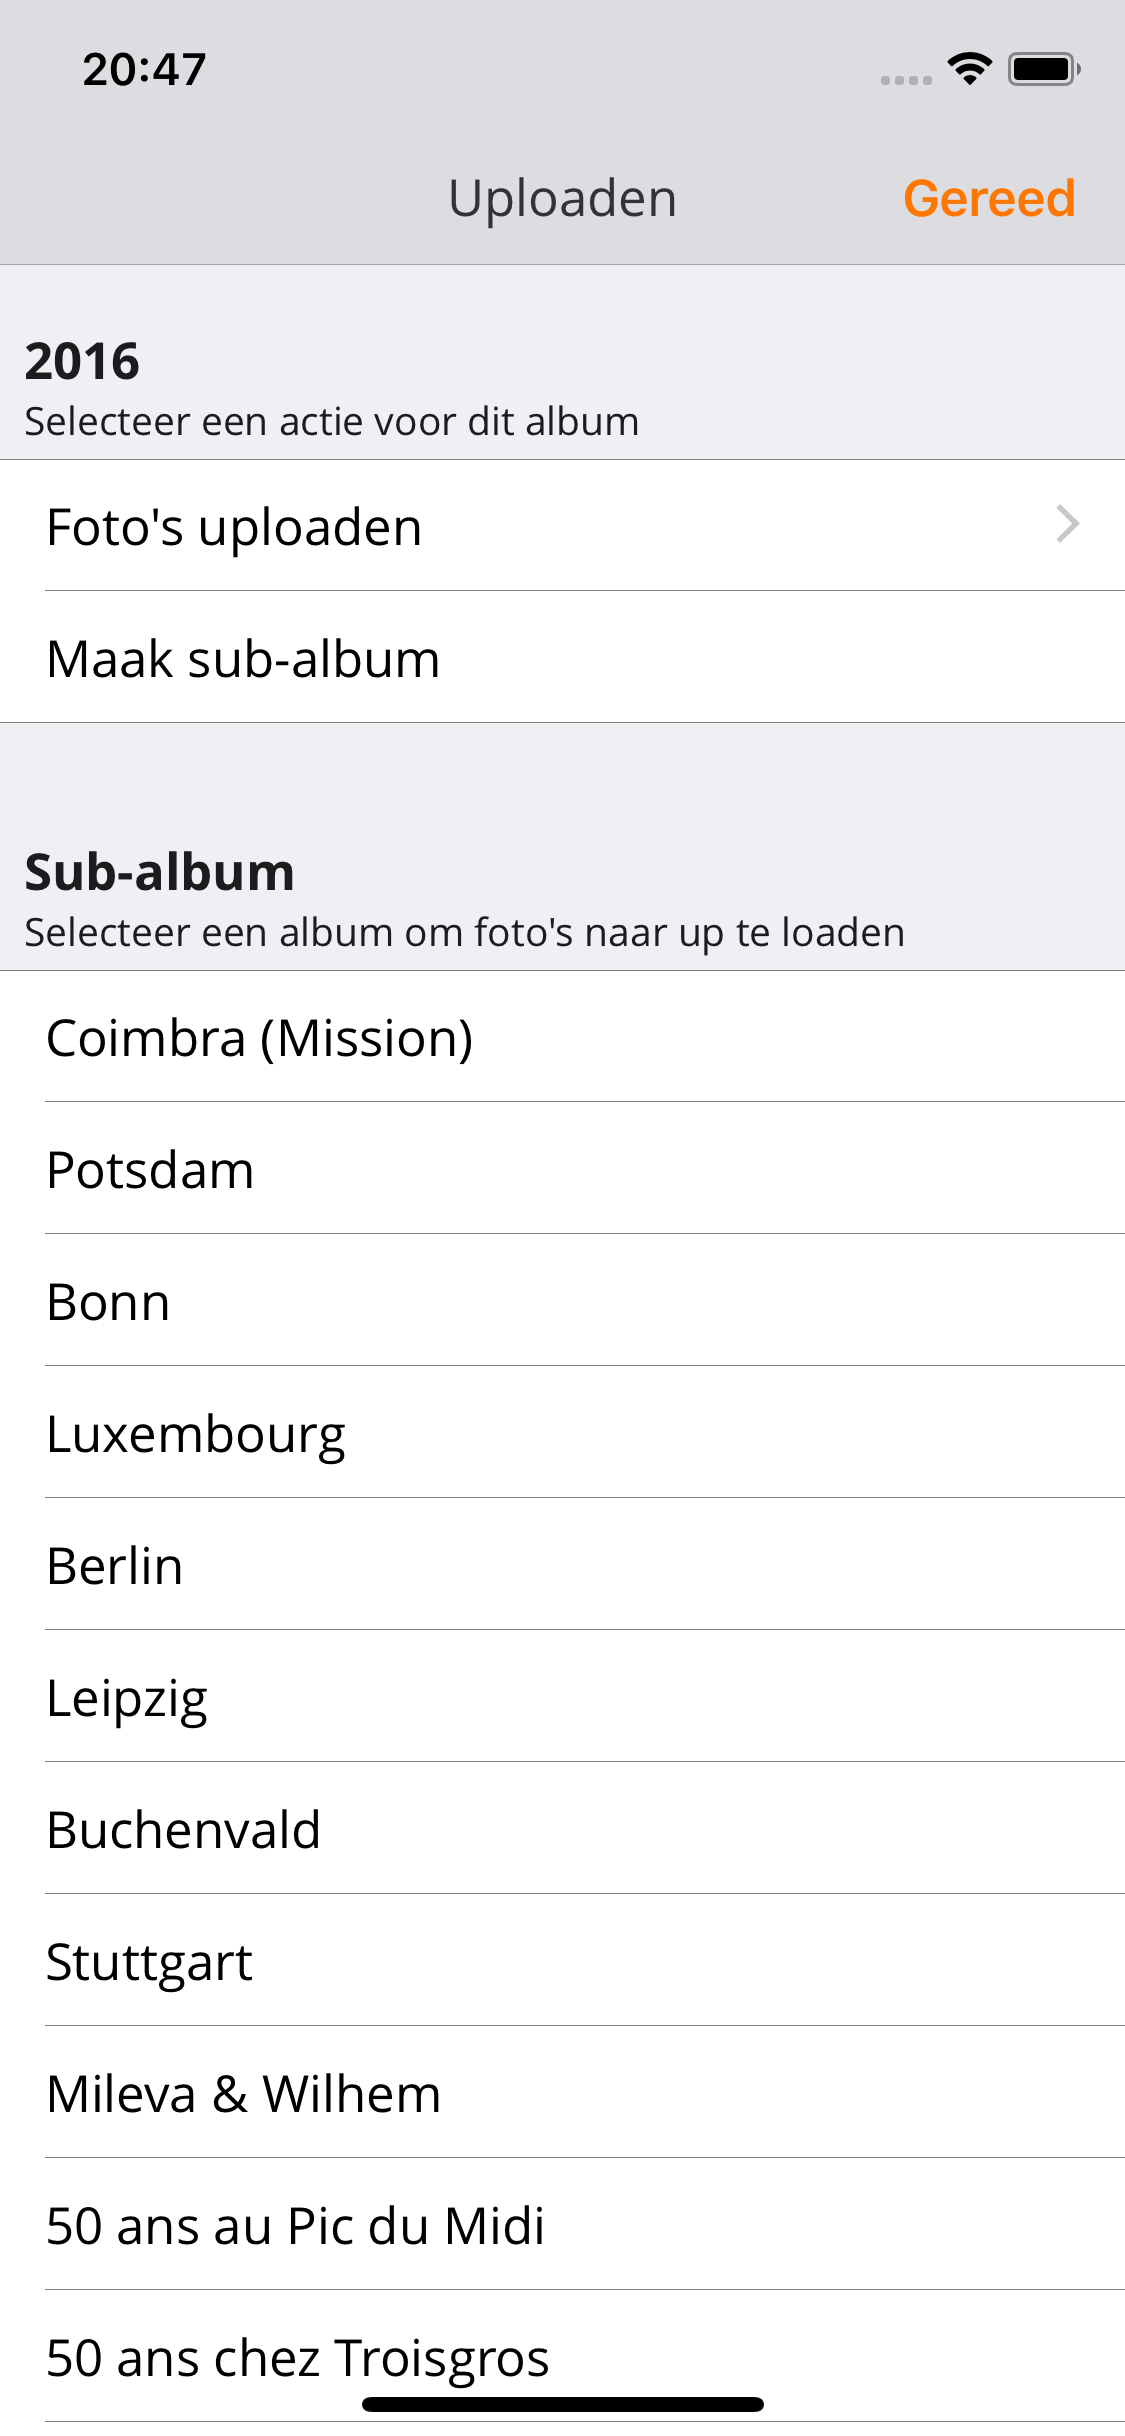 20:47
Uploaden
Gereed
2016
Selecteer een actie voor dit album
Foto's uploaden
Maak sub-album
Sub-album
Selecteer een album om foto's naar up te loaden
Coimbra (Mission)
Potsdam
Bonn
Luxembourg
Berlin
Leipzig
Buchenvald
Stuttgart
Mileva & Wilhem
50 ans au Pic du Midi
50 ans chez Troisgros